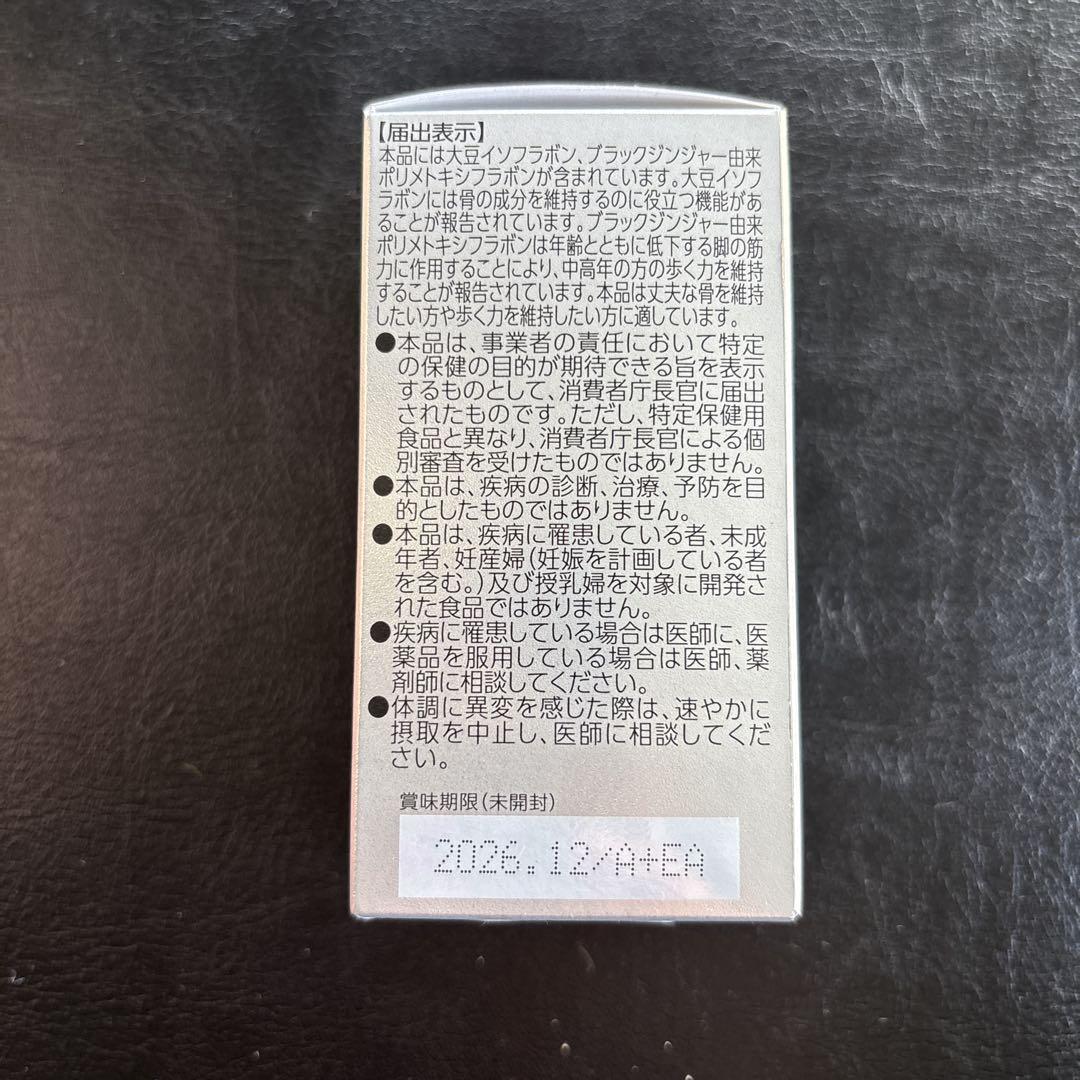 【届出表示】
本品には大豆イソフラボン、ブラックジンジャー由来
ポリメトキシフラボンが含まれています。大豆イソフ
ラボンには骨の成分を維持するのに役立つ機能があ
ることが報告されています。ブラックジンジャー由来
ポリメトキシフラボンは年齢とともに低下する脚の筋
力に作用することにより、中高年の方の歩く力を維持
することが報告されています。本品は丈夫な骨を維持
したい方や歩く力を維持したい方に適しています。
●本品は、事業者の責任において特定
の保健の目的が期待できる旨を表示
するものとして、消費者庁長官に届出
されたものです。ただし、特定保健用
食品と異なり、消費者庁長官による個
別審査を受けたものではありません。
●本品は、疾病の診断、治療、予防を目
的としたものではありません。
●本品は、疾病に罹患している者、未成
年者、妊産婦(妊娠を計画している者
を含む。)及び授乳婦を対象に開発さ
れた食品ではありません。
●疾病に罹患している場合は医師に、医
薬品を服用している場合は医師、薬
剤師に相談してください。
●体調に異変を感じた際は、速やかに
摂取を中止し、医師に相談してくだ
さい。
賞味期限(未開封)
2026.12/A+EA